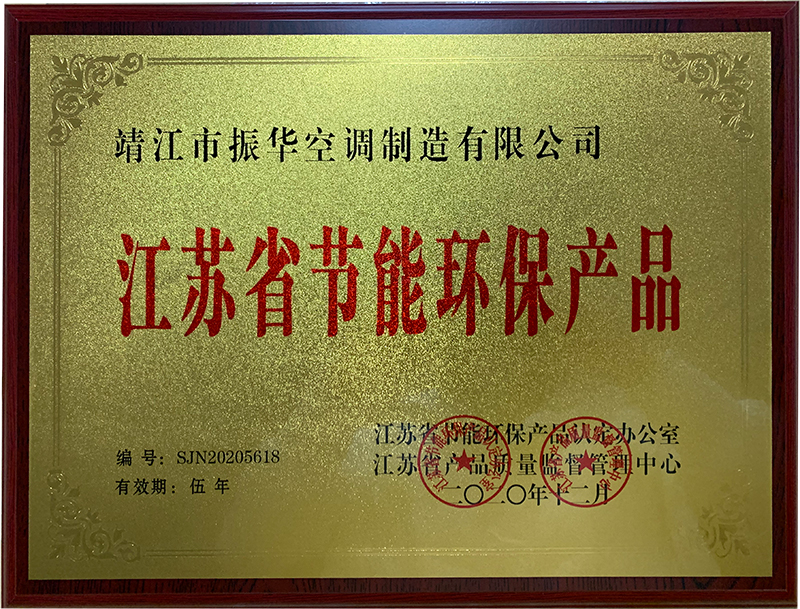 靖江市振华空调制造有限公司
江苏省节能环保产品
编 号：SJN20205618
有效期：伍 年
江苏省节能环保产品认定办公室
江苏省产品质量监督管理中心
二〇二〇年十二月